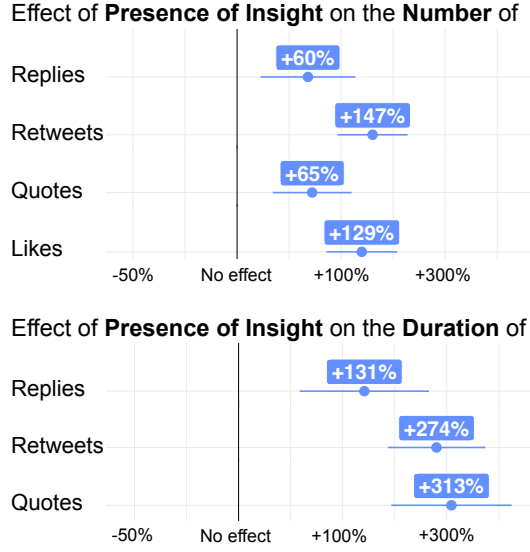 Effect of Presence of Insight on the Number of
+60%
Replies
+147%
Retweets
+65%
Quotes
+129%
Likes
-50% No effect +100% +300%
Effect of Presence of Insight on the Duration of
+131%
Replies
+274%
Retweets
+313%
Quotes
-50% No effect +100% +300%